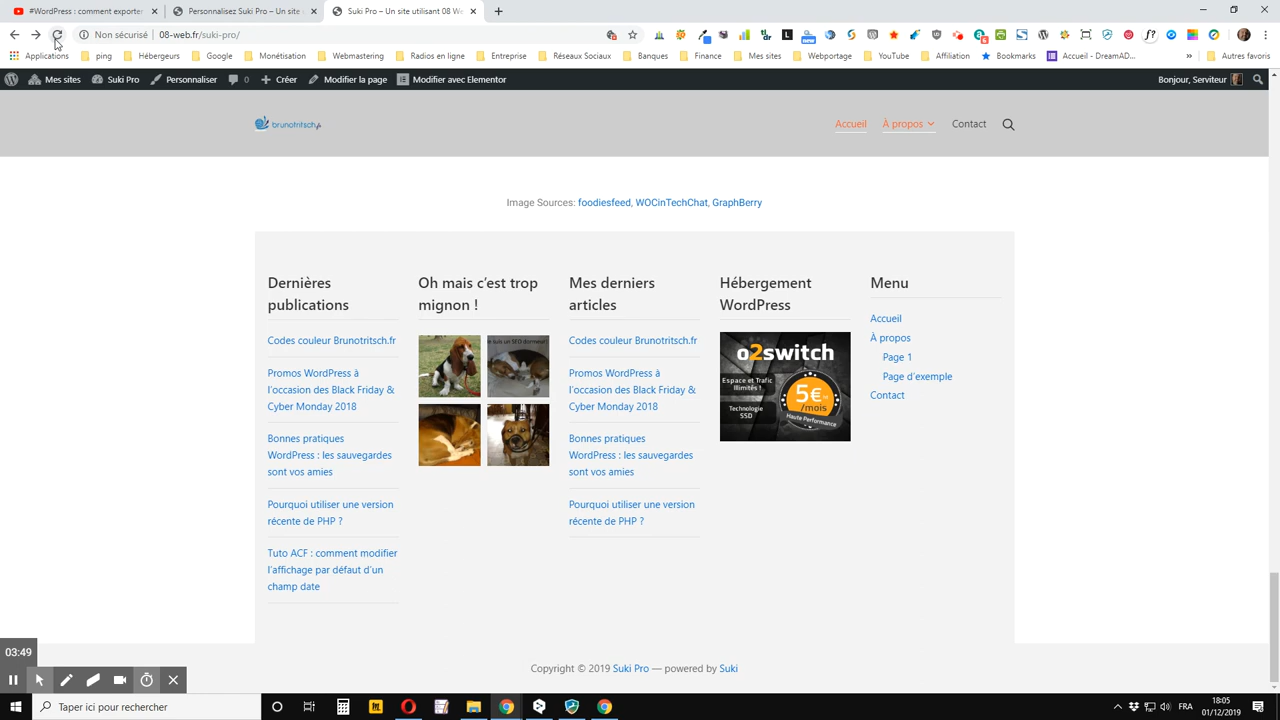 #WordPress : comment exporter
Personnalisez Suki Pro : un site
Suki Pro – Un site utilisant 08 We
Non sécurisé
08-web.fr/suki-pro/
Applications
ping
Hébergeurs
Google
Monétisation
Webmastering
Radios en ligne
Entreprise
Réseaux Sociaux
Banques
Finance
Mes sites
Webportage
YouTube
Affiliation
Bookmarks
Accueil - DreamAD...
»
Autres favoris
Mes sites
Suki Pro
Personnaliser
0
Créer
Modifier la page
Modifier avec Elementor
Bonjour, Serviteur
brunotritsch.fr
Accueil
À propos
Contact
Image Sources: foodiesfeed, WOCinTechChat, GraphBerry
Dernières
publications
Codes couleur Brunotritsch.fr
Promos WordPress à
l'occasion des Black Friday &
Cyber Monday 2018
Bonnes pratiques
WordPress : les sauvegardes
sont vos amies
Pourquoi utiliser une version
récente de PHP ?
Tuto ACF : comment modifier
l'affichage par défaut d'un
champ date
Oh mais c'est trop
mignon !
Mes derniers
articles
Codes couleur Brunotritsch.fr
Promos WordPress à
l'occasion des Black Friday &
Cyber Monday 2018
Bonnes pratiques
WordPress : les sauvegardes
sont vos amies
Pourquoi utiliser une version
récente de PHP ?
Hébergement
WordPress
o2switch
Espace et Trafic
Illimités !
Technologie
SSD
5€
/mois
Haute Performance
Menu
Accueil
À propos
Page 1
Page d'exemple
Contact
Copyright © 2019 Suki Pro — powered by Suki
03:49
Taper ici pour rechercher
FRA
18:05
01/12/2019